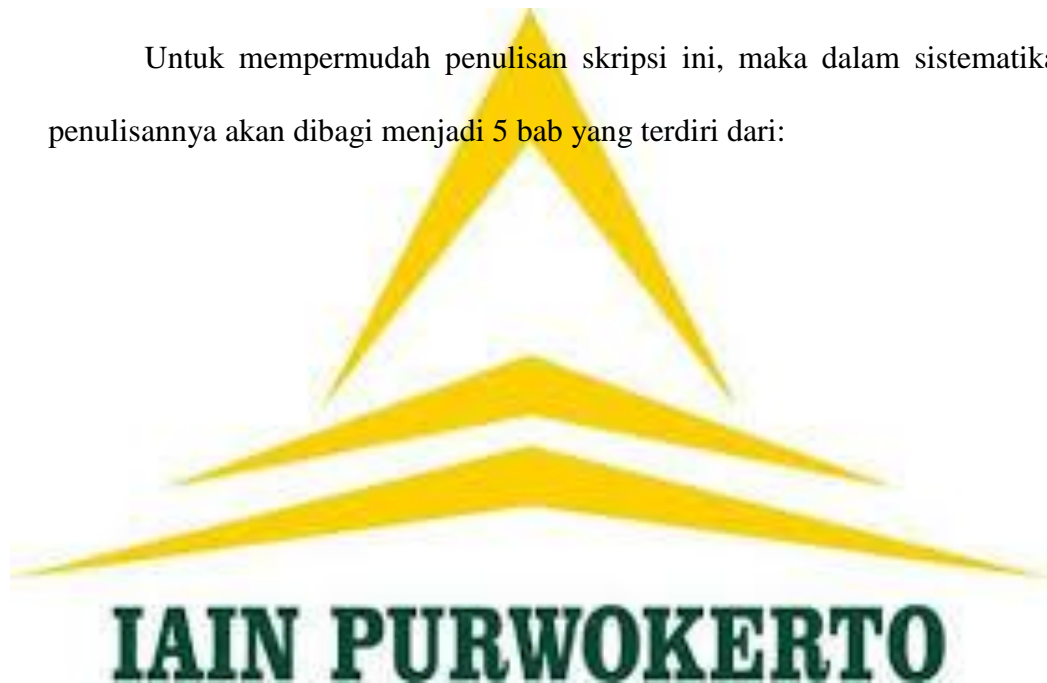 Untuk mempermudah penulisan skripsi ini, maka dalam sistematika
penulisannya akan dibagi menjadi 5 bab yang terdiri dari:
IAIN PURWOKERTO